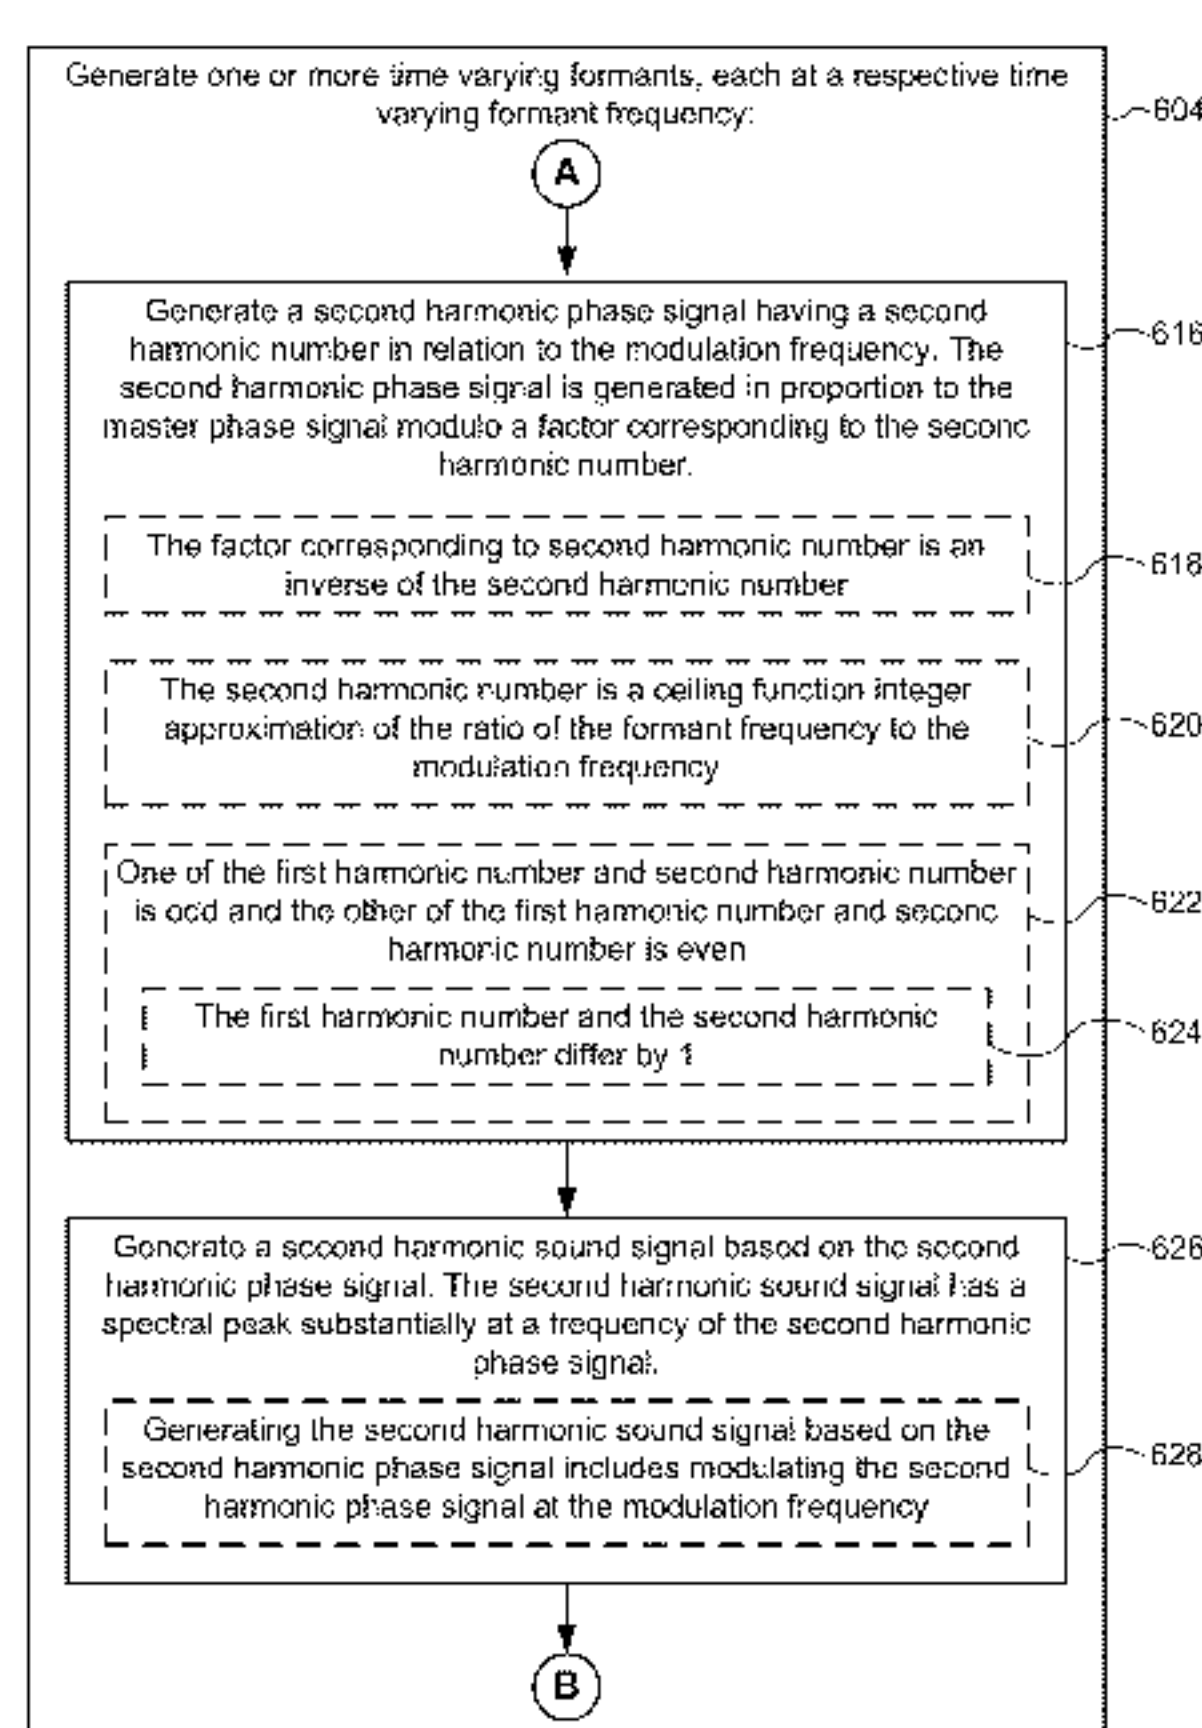 Generate one or more time varying formants, each at a respective time
varying formant frequency:
604
A
Generate a second harmonic phase signal having a second
harmonic number in relation to the modulation frequency. The
second harmonic phase signal is generated in proportion to the
master phase signal modulo a factor corresponding to the second
harmonic number.
616
The factor corresponding to second harmonic number is an
inverse of the second harmonic number
618
The second harmonic number is a ceiling function integer
approximation of the ratio of the formant frequency to the
modulation frequency
620
One of the first harmonic number and second harmonic number
is odd and the other of the first harmonic number and second
harmonic number is even
622
The first harmonic number and the second harmonic
number differ by 1
624
Generate a second harmonic sound signal based on the second
harmonic phase signal. The second harmonic sound signal has a
spectral peak substantially at a frequency of the second harmonic
phase signal.
626
Generating the second harmonic sound signal based on the
second harmonic phase signal includes modulating the second
harmonic phase signal at the modulation frequency
628
B